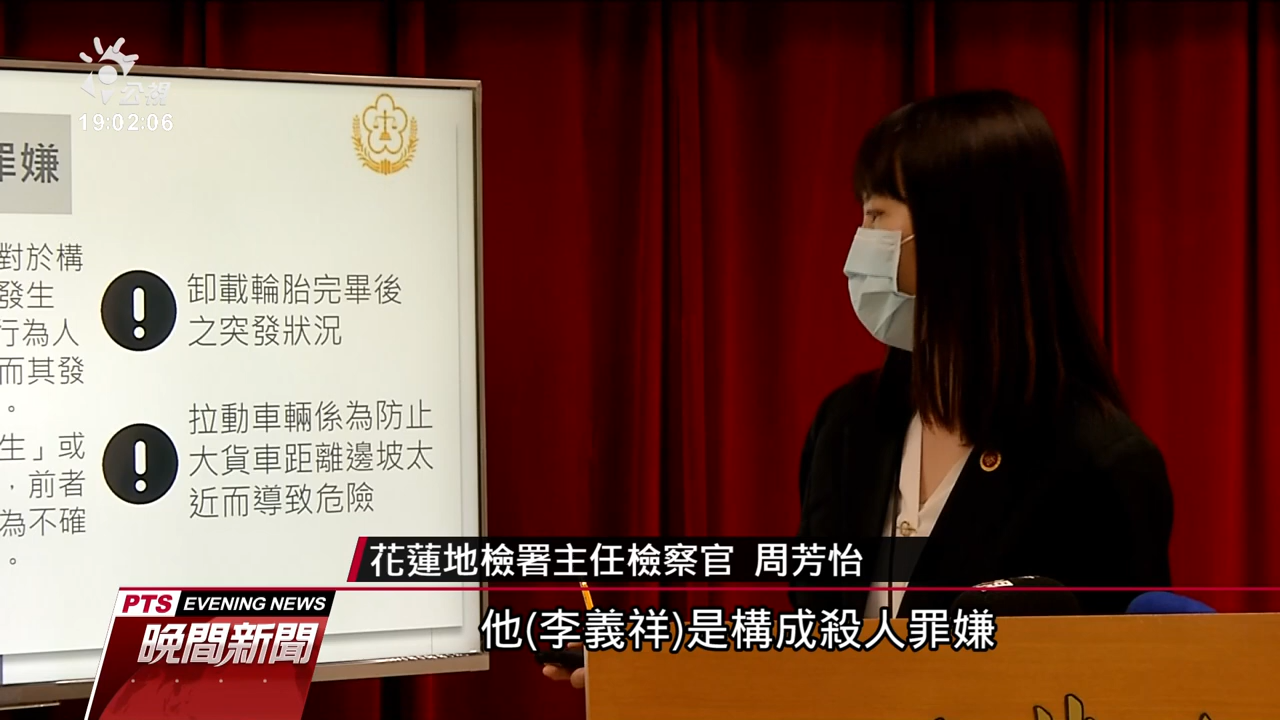 公視
19:02:06
罪嫌
對於構
發生
行為人
而其發
。
生」或
，前者
為不確
。
卸載輪胎完畢後
之突發狀況
拉動車輛係為防止
大貨車距離邊坡太
近而導致危險
花蓮地檢署主任檢察官 周芳怡
PTS EVENING NEWS
晚間新聞
他(李義祥)是構成殺人罪嫌